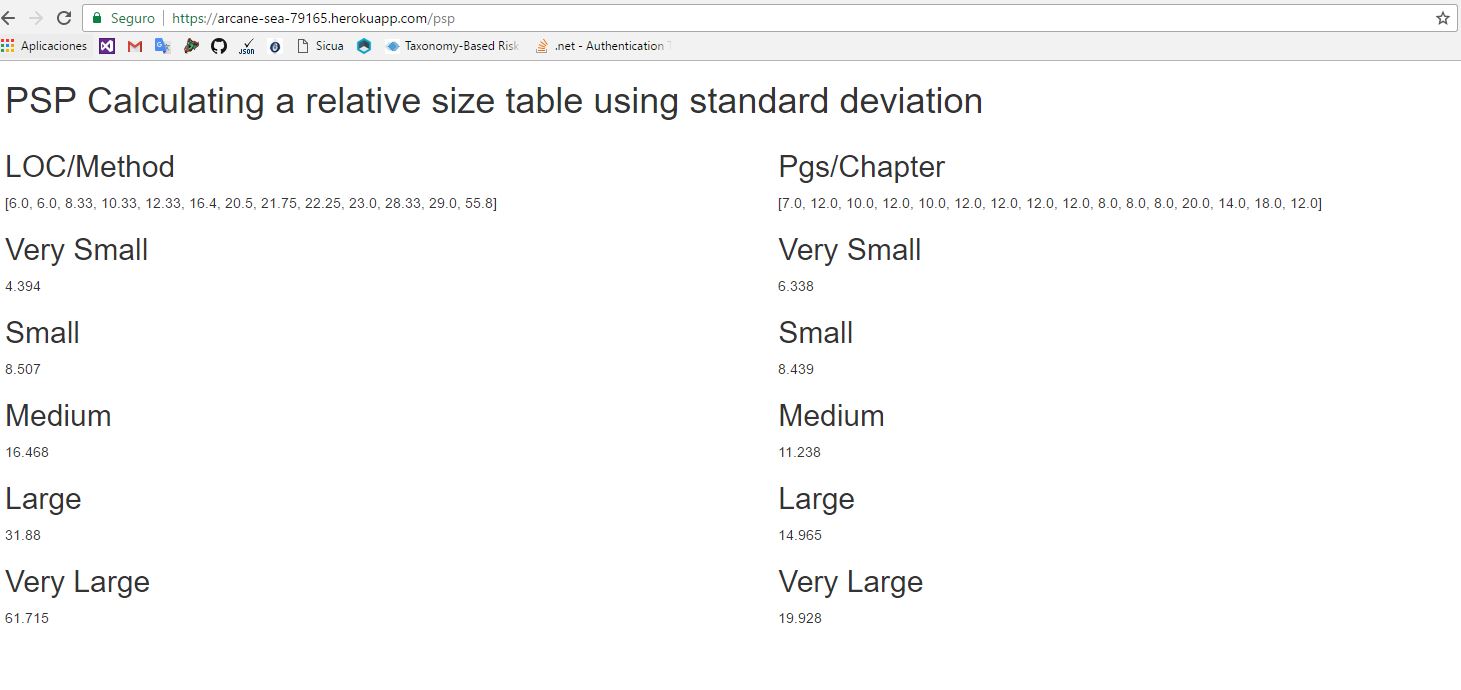 Seguro https://arcane-sea-79165.herokuapp.com/psp
Aplicaciones JSON Sicua Taxonomy-Based Risk .net - Authentication
PSP Calculating a relative size table using standard deviation
LOC/Method
[6.0, 6.0, 8.33, 10.33, 12.33, 16.4, 20.5, 21.75, 22.25, 23.0, 28.33, 29.0, 55.8]
Very Small
4.394
Small
8.507
Medium
16.468
Large
31.88
Very Large
61.715
Pgs/Chapter
[7.0, 12.0, 10.0, 12.0, 10.0, 12.0, 12.0, 12.0, 12.0, 8.0, 8.0, 8.0, 20.0, 14.0, 18.0, 12.0]
Very Small
6.338
Small
8.439
Medium
11.238
Large
14.965
Very Large
19.928